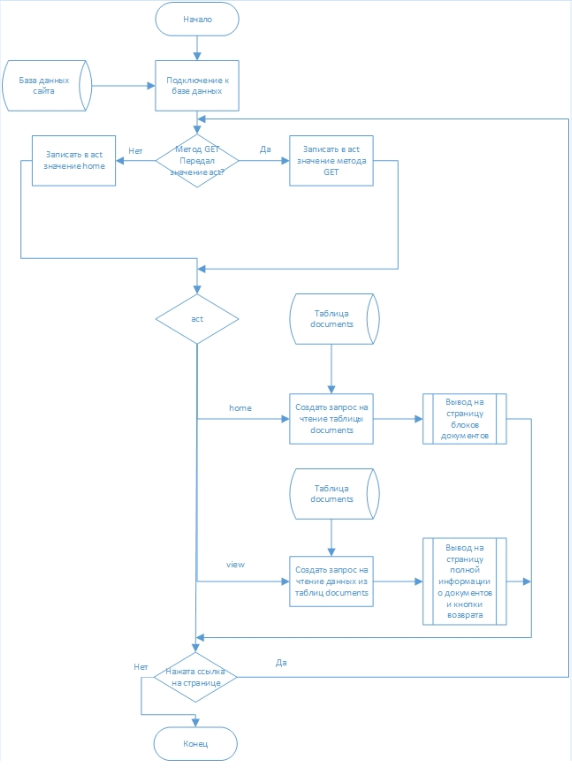 Начало
База данных
сайта
Подключение к
базе данных
Записать в act
значение home
Нет
Метод GET
Передал
значение act?
Да
Записать в act
значение метода
GET
act
Таблица
documents
home
Создать запрос на
чтение таблицы
documents
Вывод на
страницу
блоков
документов
Таблица
documents
view
Создать запрос на
чтение данных из
таблиц documents
Вывод на
страницу
полной
информации
о документов
и кнопки
возврата
Нет
Нажата ссылка
на странице
Да
Конец